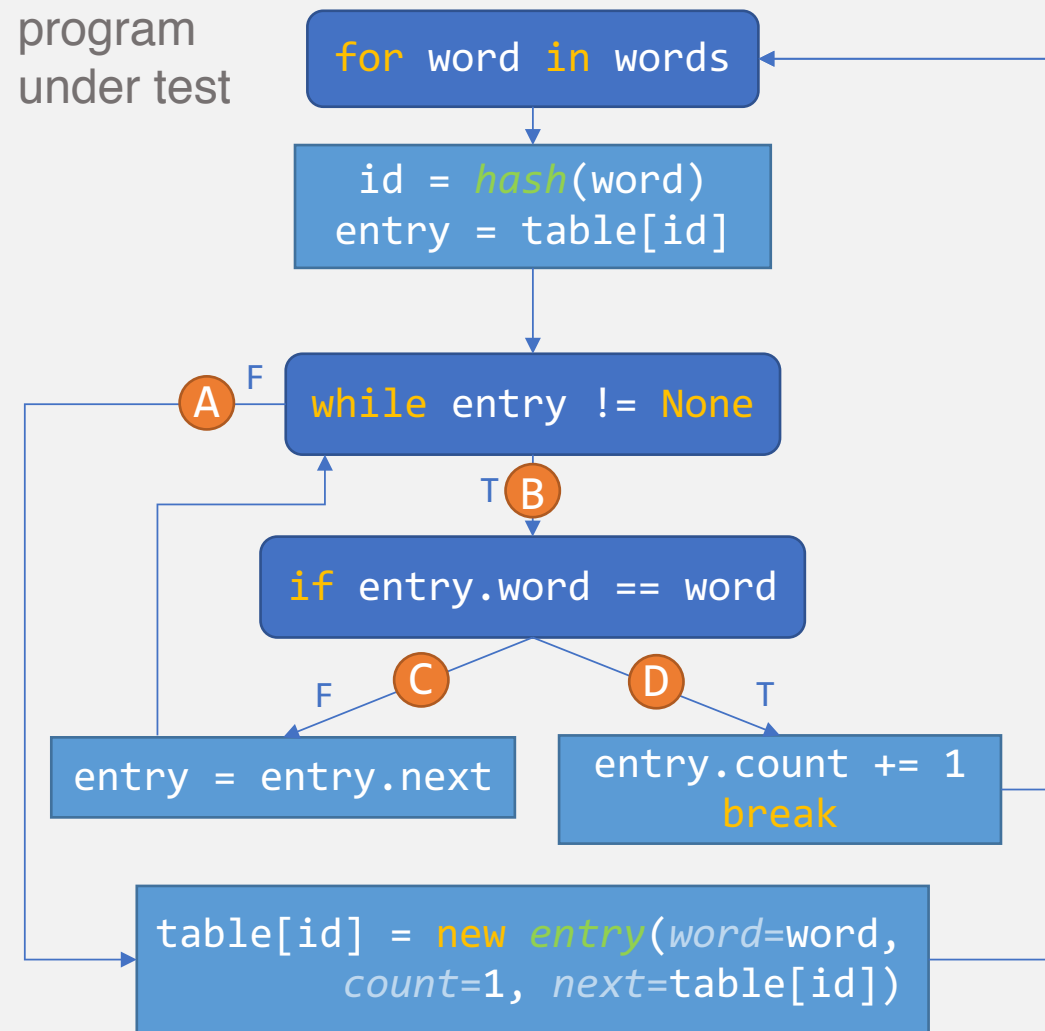 program
under test
for word in words
id = hash(word)
entry = table[id]
A
F
while entry != None
T
B
if entry.word == word
C
F
D
T
entry = entry.next
entry.count += 1
break
table[id] = new entry(word=word,
count=1, next=table[id])